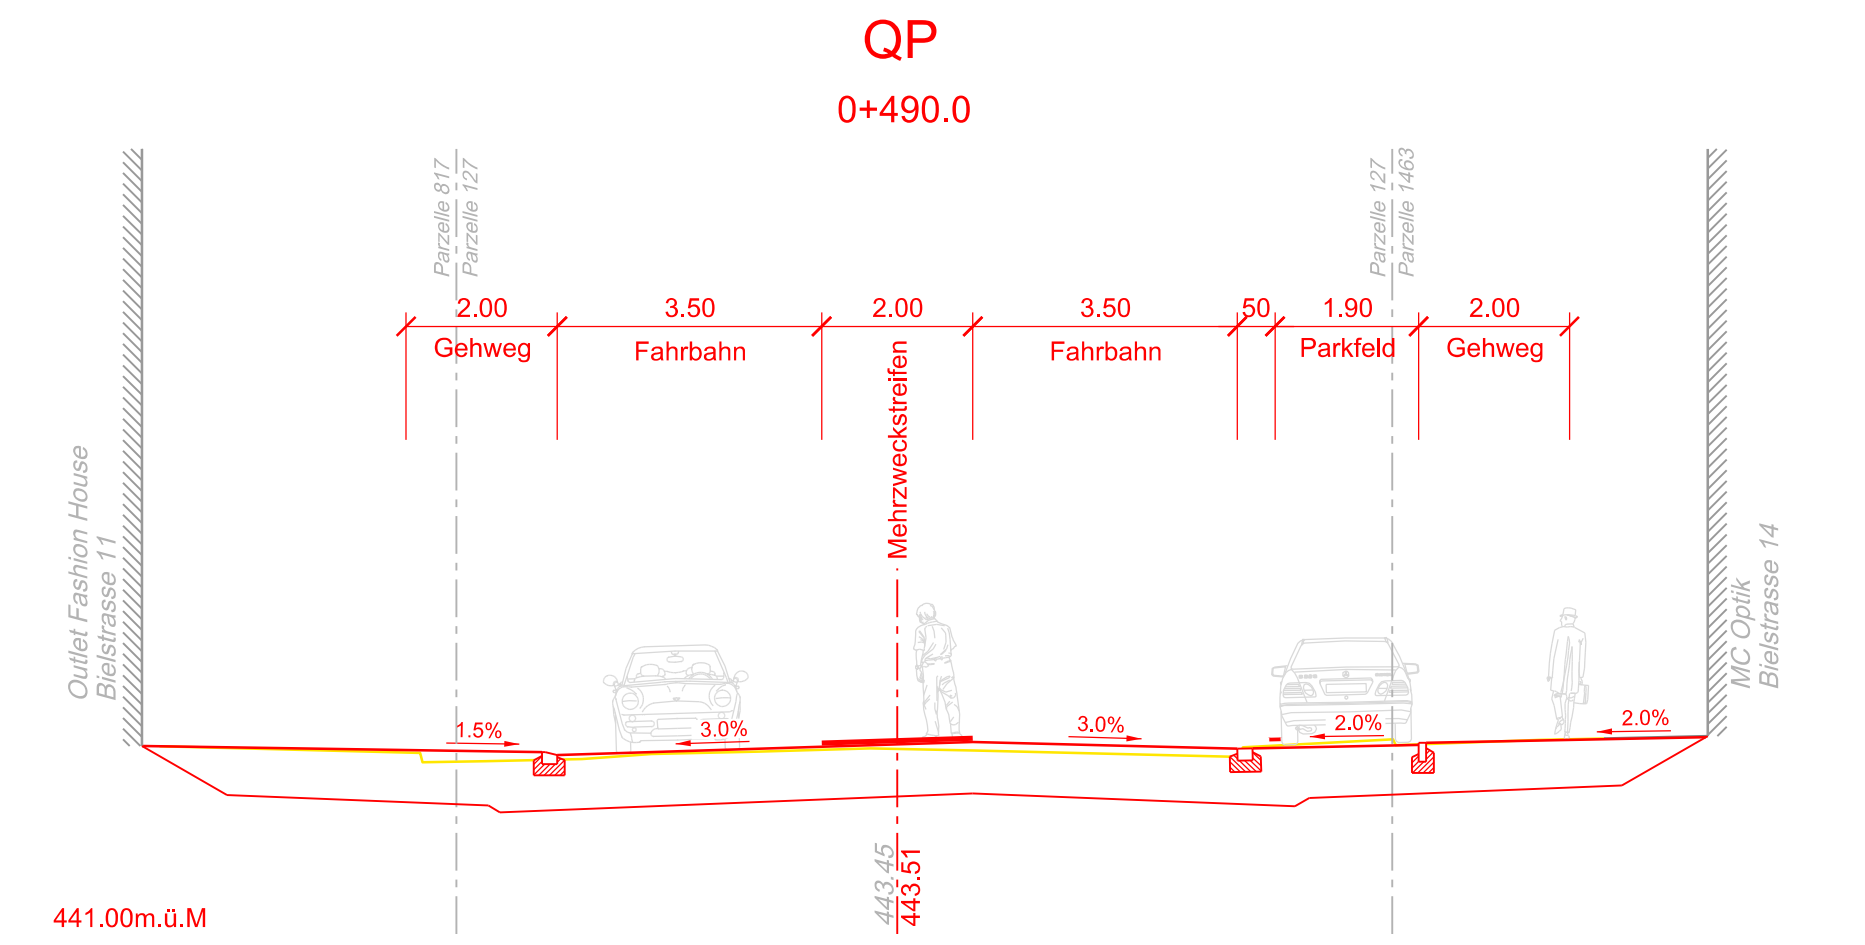 QP
0+490.0
Parzelle 817
Parzelle 127
Parzelle 127
Parzelle 1463
2.00
3.50
2.00
3.50
50
1.90
2.00
Gehweg
Fahrbahn
Mehrzweckstreifen
Fahrbahn
Parkfeld
Gehweg
Outlet Fashion House
Bielstrasse 11
MC Optik
Bielstrasse 14
1.5%
3.0%
3.0%
2.0%
2.0%
443.45
443.51
441.00m.ü.M